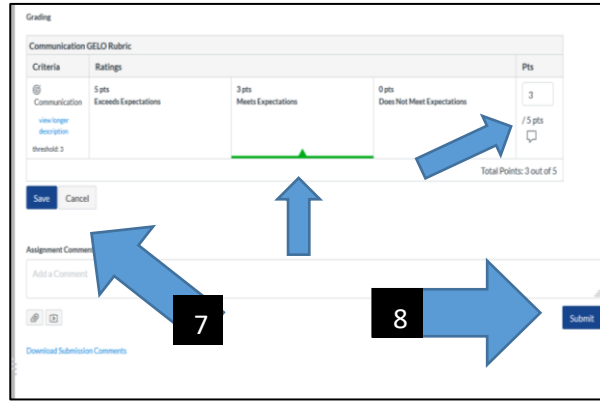 Grading
Communication GELO Rubric
Criteria Ratings Pts
Communication
view longer
description
threshold: 3
5 pts
Exceeds Expectations
3 pts
Meets Expectations
0 pts
Does Not Meet Expectations
3
/ 5 pts
Total Points: 3 out of 5
Save Cancel
Assignment Commen
Add a Comment
7
8
Submit
Download Submission Comments